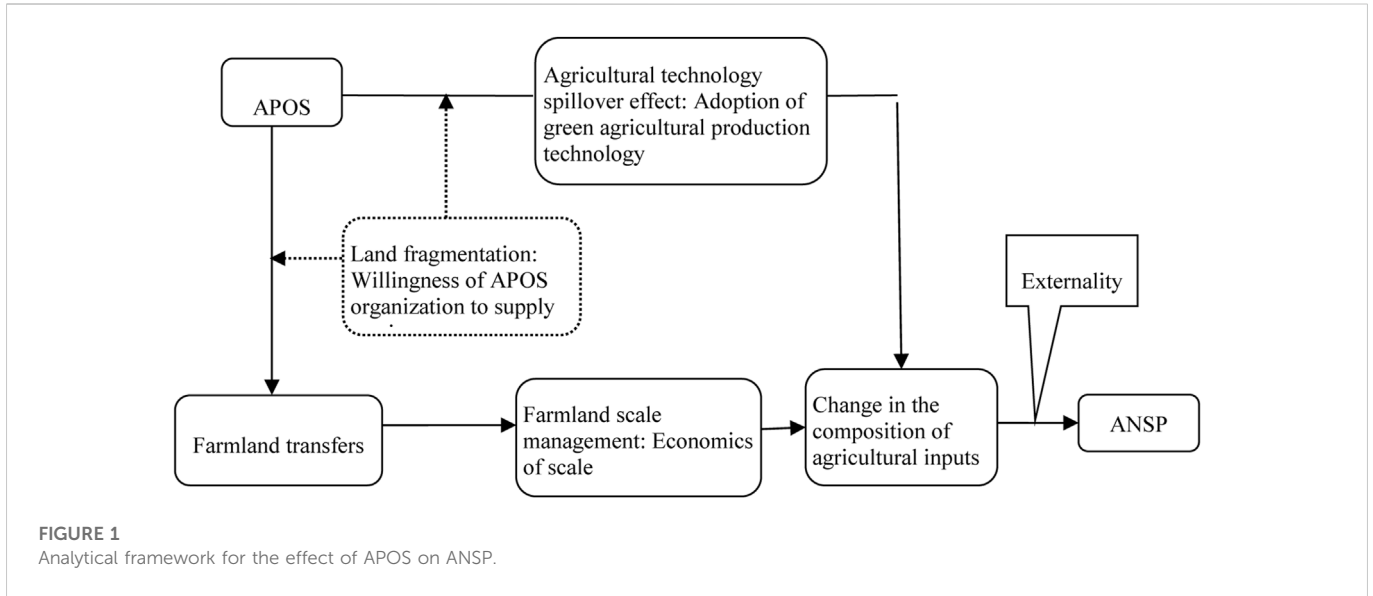 APOS
Agricultural technology
spillover effect: Adoption of
green agricultural production
technology
Land fragmentation:
Willingness of APOS
organization to supply
Externality
Farmland transfers
Farmland scale
management: Economics
of scale
Change in the
composition of
agricultural inputs
ANSP
FIGURE 1
Analytical framework for the effect of APOS on ANSP.